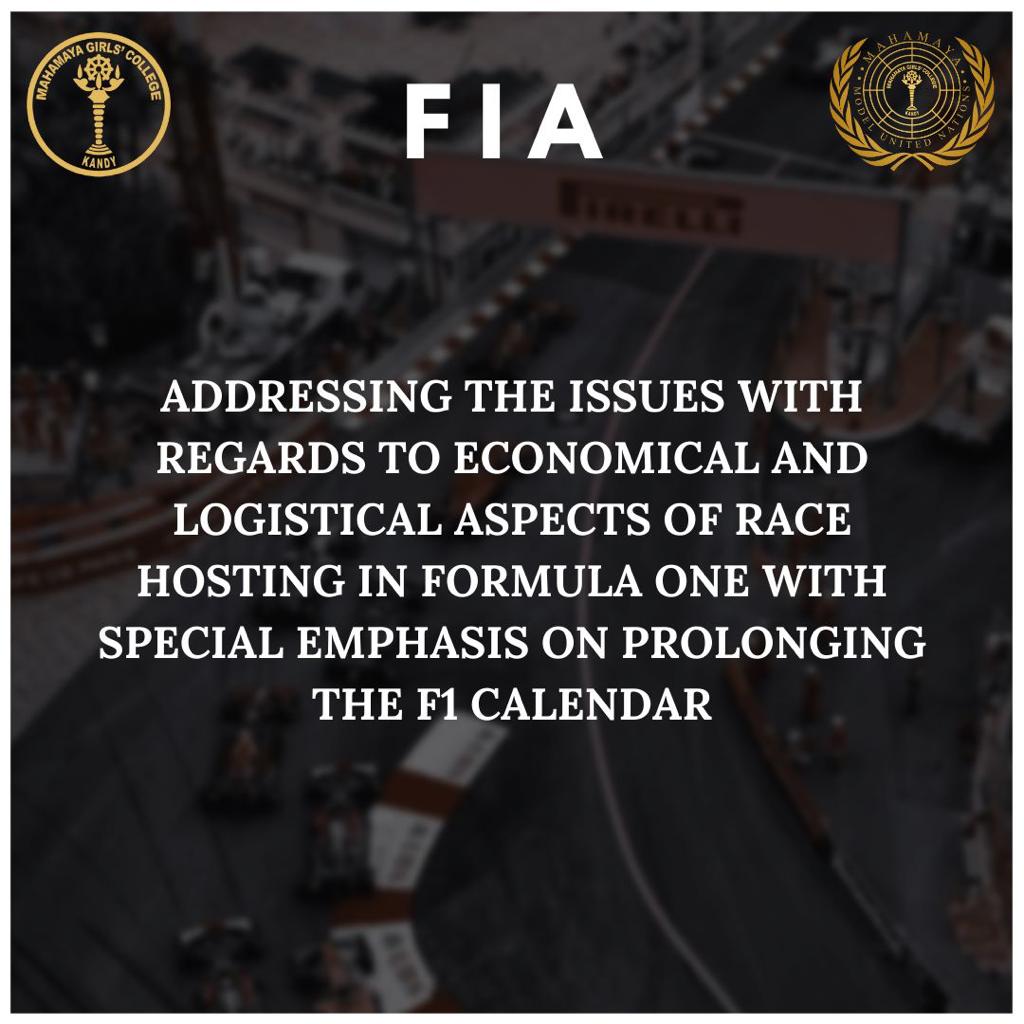 MAHAMAYA GIRLS' COLLEGE
KANDY
FIA
MAHAMAYA
MODEL UNITED NATIONS
MAHAMAYA GIRLS' COLLEGE
KANDY
PIRELLI
ADDRESSING THE ISSUES WITH
REGARDS TO ECONOMICAL AND
LOGISTICAL ASPECTS OF RACE
HOSTING IN FORMULA ONE WITH
SPECIAL EMPHASIS ON PROLONGING
THE F1 CALENDAR